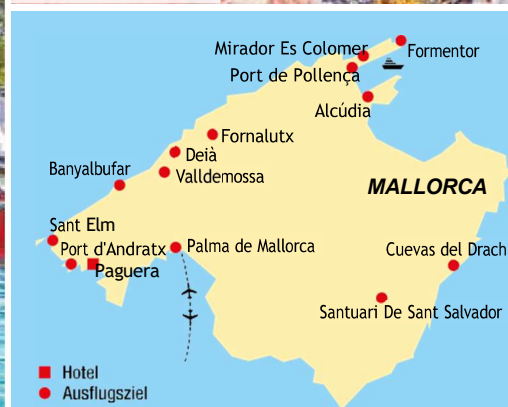 Mirador Es Colomer
Formentor
Port de Pollença
Alcúdia
Fornalutx
Deià
Banyalbufar
Valldemossa
MALLORCA
Sant Elm
Port d'Andratx
Palma de Mallorca
Cuevas del Drach
Paguera
Santuari De Sant Salvador
Hotel
Ausflugsziel